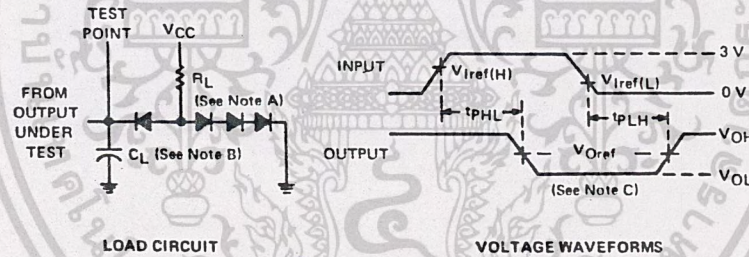 TEST
POINT
VCC
RL
(See Note A)
FROM
OUTPUT
UNDER
TEST
CL (See Note B)
LOAD CIRCUIT
INPUT
VIref(H)
VIref(L)
3 V
0 V
tPHL
tPLH
OUTPUT
VOref
VOH
VOL
(See Note C)
VOLTAGE WAVEFORMS